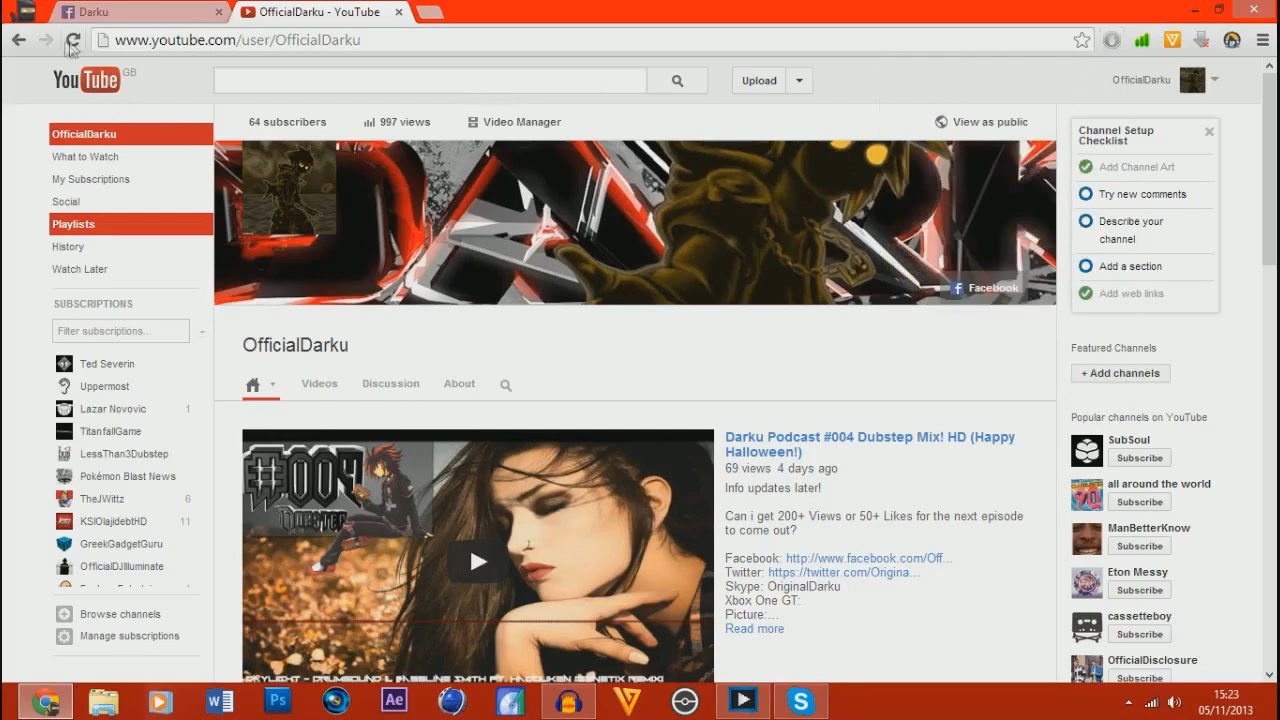 Darku
OfficialDarku - YouTube
www.youtube.com/user/OfficialDarku
YouTube GB
Upload
OfficialDarku
64 subscribers
997 views
Video Manager
View as public
OfficialDarku
What to Watch
My Subscriptions
Social
Playlists
History
Watch Later
SUBSCRIPTIONS
Filter subscriptions...
Ted Severin
Uppermost
Lazar Novovic 1
TitanfallGame
LessThan3Dubstep
Pokémon Blast News
TheJWittz 6
KSIOlajidebtHD 11
GreekGadgetGuru
OfficialDJIlluminate
Browse channels
Manage subscriptions
Facebook
OfficialDarku
Videos
Discussion
About
#004
Dubstep
Darku Podcast #004 Dubstep Mix! HD (Happy
Halloween!)
69 views 4 days ago
Info updates later!
Can i get 200+ Views or 50+ Likes for the next episode
to come out?
Facebook: http://www.facebook.com/Off...
Twitter: https://twitter.com/Origina...
Skype: OriginalDarku
Xbox One GT:
Picture:...
Read more
Channel Setup
Checklist
Add Channel Art
Try new comments
Describe your
channel
Add a section
Add web links
Featured Channels
+ Add channels
Popular channels on YouTube
SubSoul
Subscribe
all around the world
Subscribe
ManBetterKnow
Subscribe
Eton Messy
Subscribe
cassetteboy
Subscribe
OfficialDisclosure
Subscribe
Ps
Ae
15:23
05/11/2013